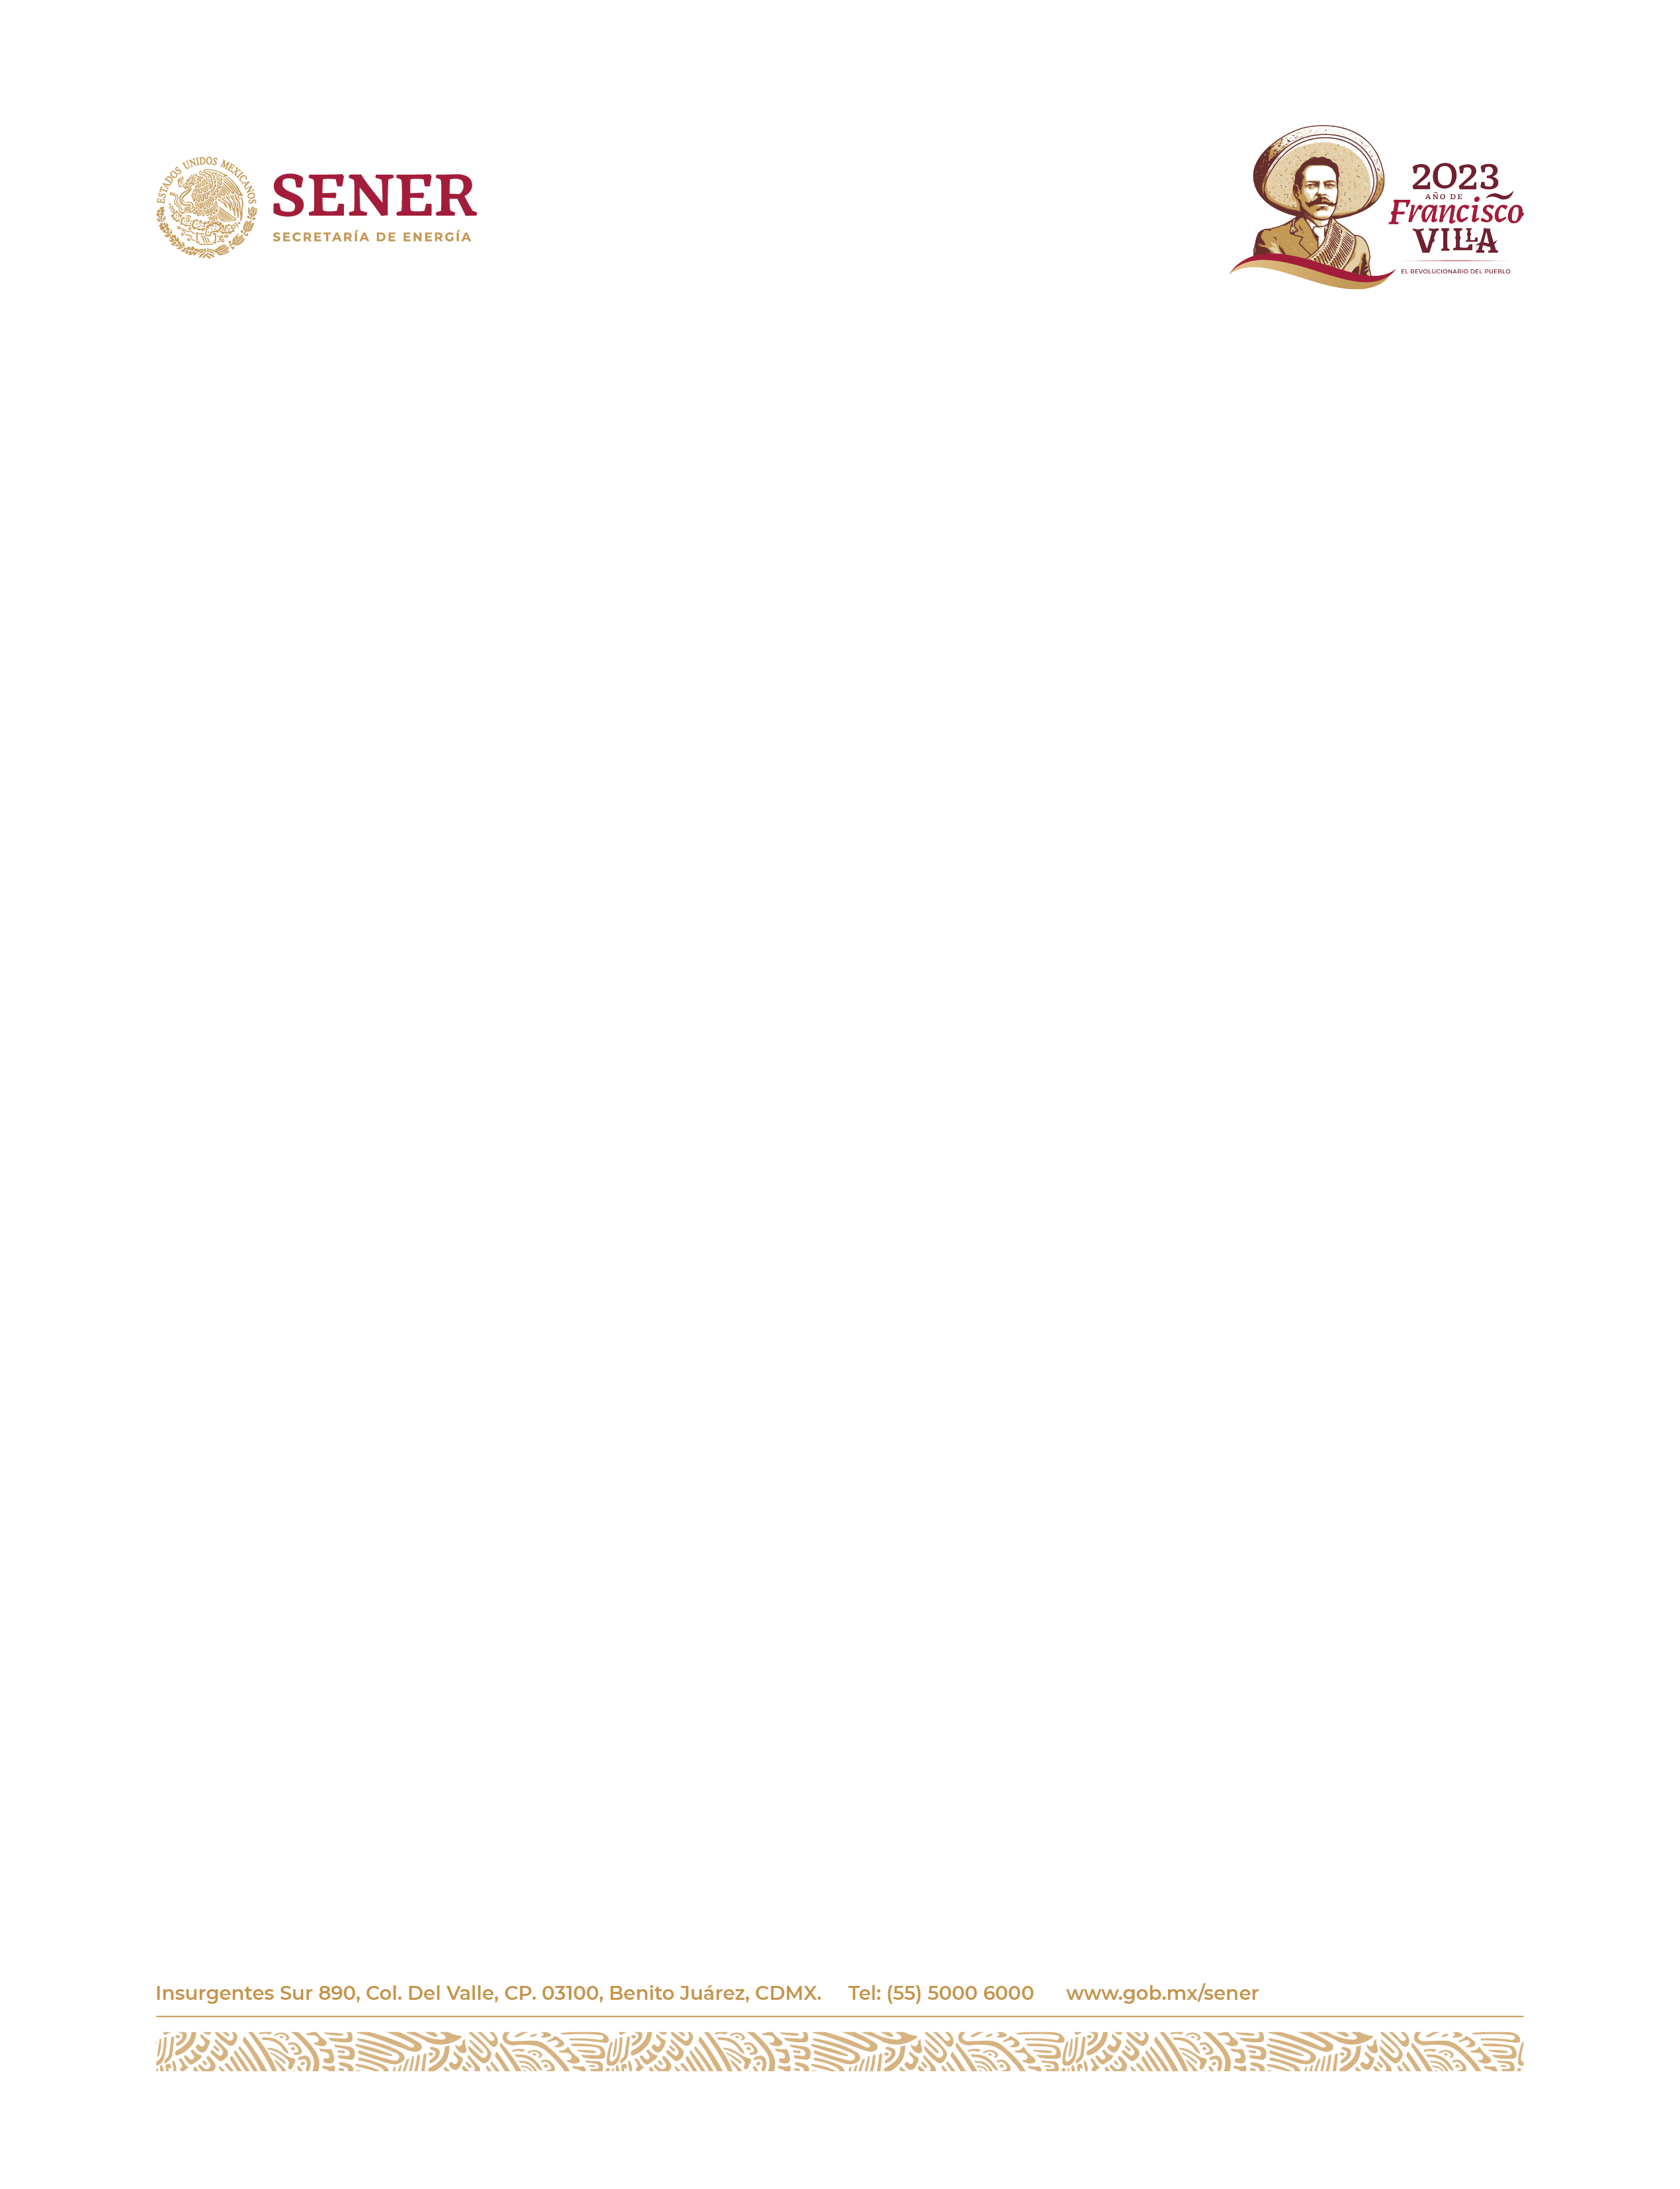 ESTADOS UNIDOS MEXICANOS
SENER
SECRETARÍA DE ENERGÍA
2023
AÑO DE
Francisco
VILLA
EL REVOLUCIONARIO DEL PUEBLO
Insurgentes Sur 890, Col. Del Valle, CP. 03100, Benito Juárez, CDMX. Tel: (55) 5000 6000 www.gob.mx/sener